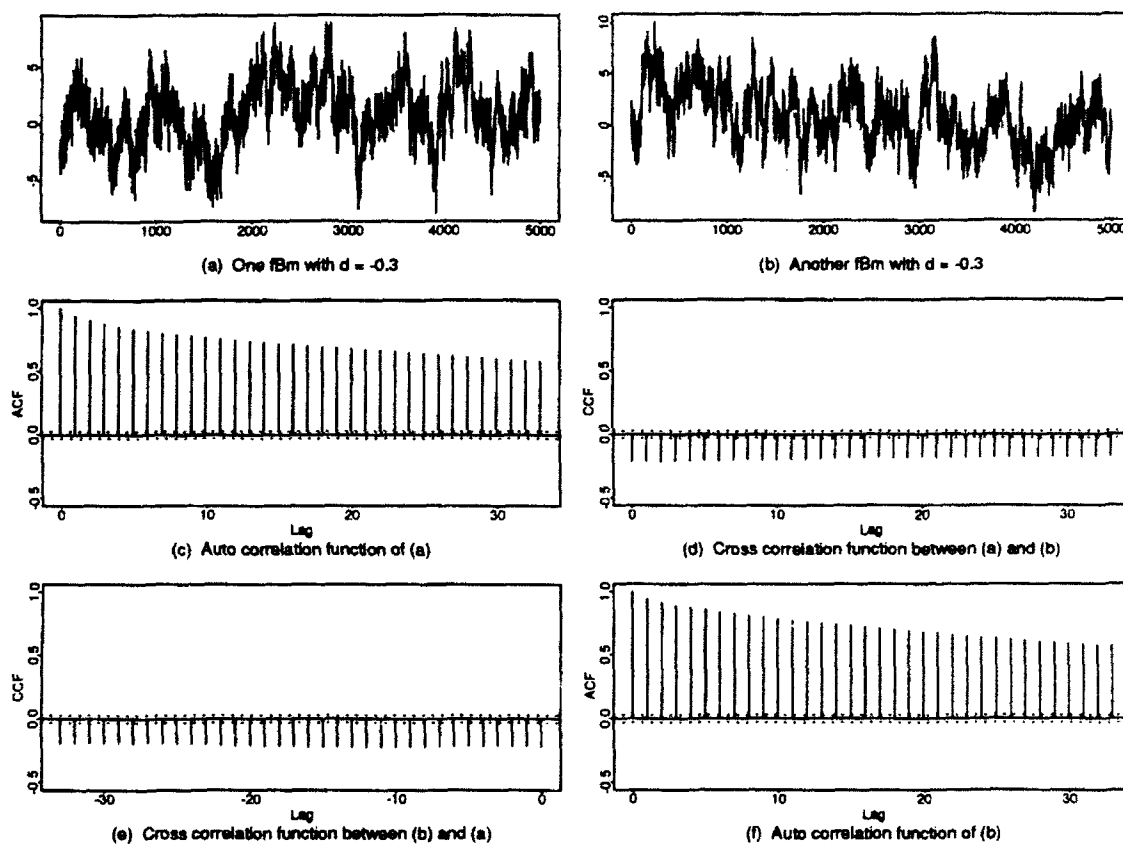 5
0
-5
0 1000 2000 3000 4000 5000
(a) One fBm with d = -0.3
10
5
0
-5
0 1000 2000 3000 4000 5000
(b) Another fBm with d = -0.3
ACF
1.0
0.5
0.0
-0.5
0 10 20 30
Lag
(c) Auto correlation function of (a)
CCF
1.0
0.5
0.0
-0.5
0 10 20 30
Lag
(d) Cross correlation function between (a) and (b)
CCF
1.0
0.5
0.0
-0.5
-30 -20 -10 0
Lag
(e) Cross correlation function between (b) and (a)
ACF
1.0
0.5
0.0
-0.5
0 10 20 30
Lag
(f) Auto correlation function of (b)